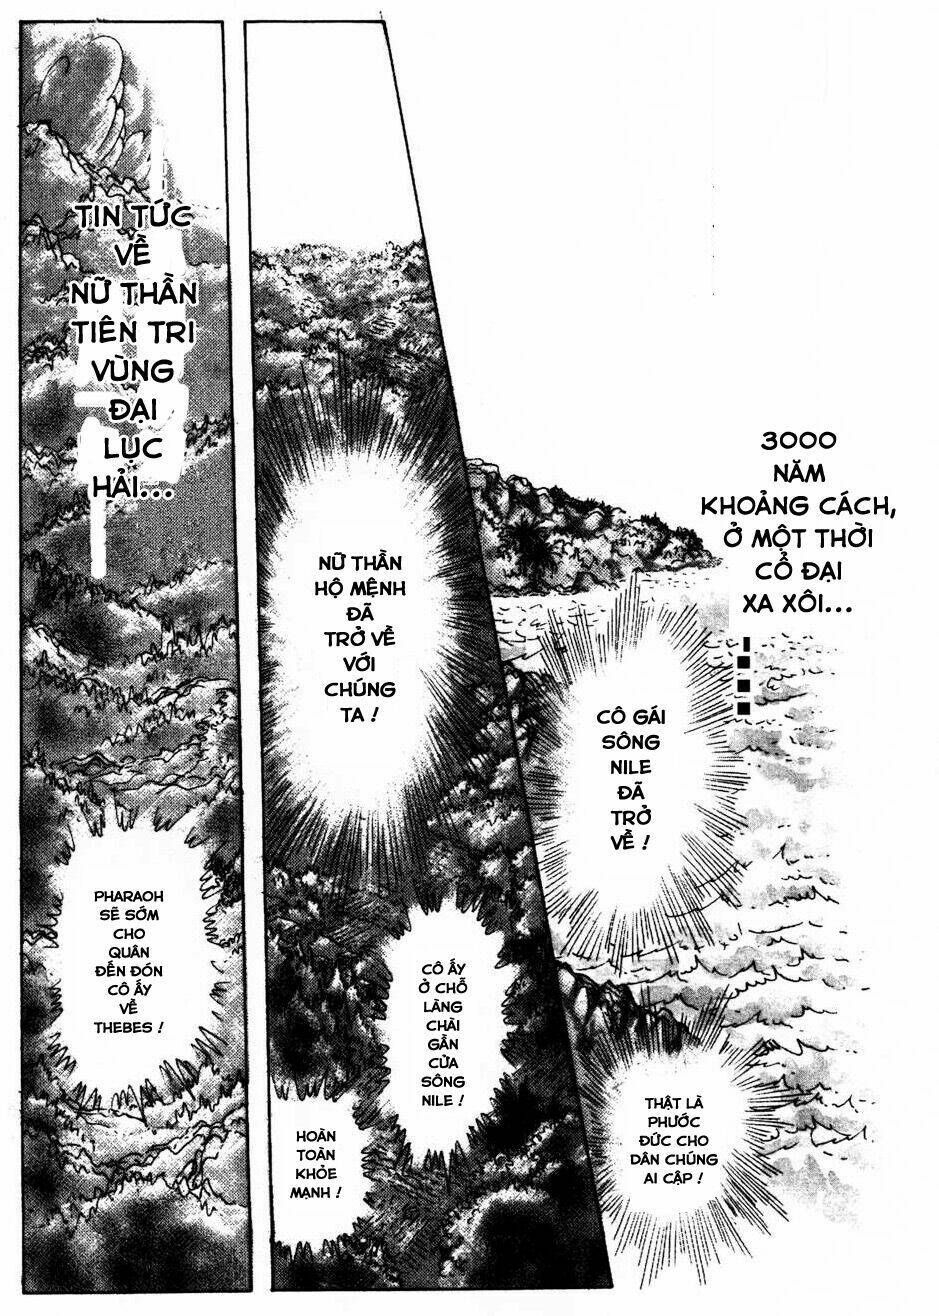 3000
NĂM
KHOẢNG CÁCH,
Ở MỘT THỜI
CỔ ĐẠI
XA XÔI...
CÔ GÁI
SÔNG
NILE
ĐÃ
TRỞ
VỀ !
THẬT LÀ
PHƯỚC
ĐỨC CHO
DÂN CHÚNG
AI CẬP !
NỮ THẦN
HỘ MỆNH
ĐÃ
TRỞ VỀ
VỚI
CHÚNG
TA !
CÔ ẤY
Ở CHỖ
LÀNG
CHÀI
GẦN
CỬA
SÔNG
NILE !
HOÀN
TOÀN
KHỎE
MẠNH !
TIN TỨC
VỀ
NỮ THẦN
TIÊN TRI
VÙNG
ĐẠI
LỤC
HẢI...
PHARAOH
SẼ SỚM
CHO
QUÂN
ĐẾN ĐÓN
CÔ ẤY
VỀ
THEBES !